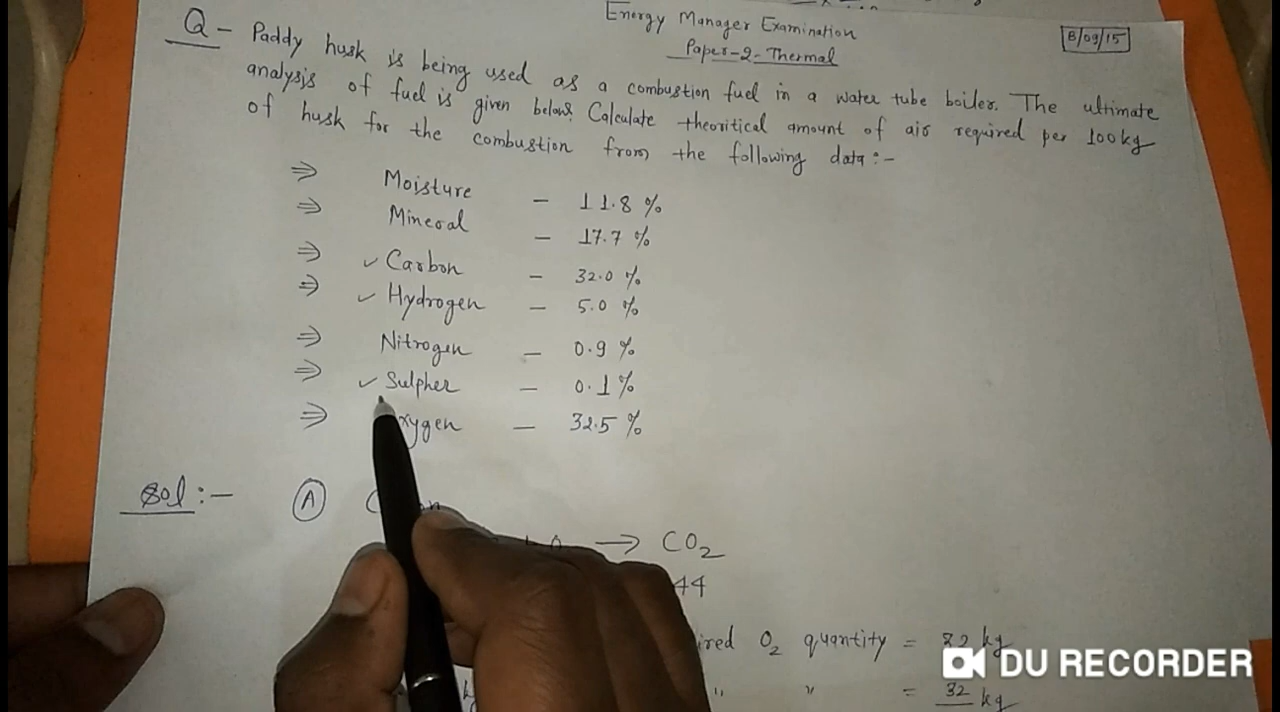 Energy Manager Examination
Paper-2-Thermal
B/09/15
Q - Paddy husk is being used as a combustion fuel in a water tube boiler. The ultimate
analysis of fuel is given below. Calculate theoritical amount of air required per 100kg
of husk for the combustion from the following data :-
⇒ Moisture - 11.8 %
⇒ Mineral - 17.7 %
⇒ ✓ Carbon - 32.0 %
⇒ ✓ Hydrogen - 5.0 %
⇒ Nitrogen - 0.9 %
⇒ ✓ Sulpher - 0.1 %
⇒ xygen - 32.5 %
Sol :- (A)
→ CO2
44
ired O2 quantity = 32 kg
" " = 32 kg
DU RECORDER